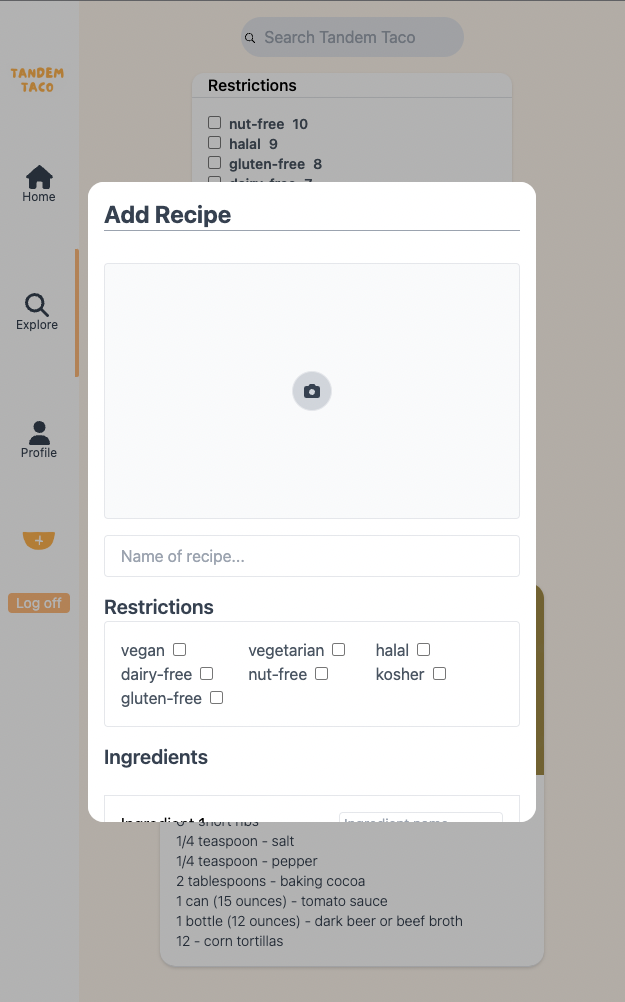 TANDEM
TACO
Home
Explore
Profile
+
Log off
Search Tandem Taco
Restrictions
nut-free 10
halal 9
gluten-free 8
dairy-free 7
Add Recipe
Name of recipe...
Restrictions
vegan vegetarian halal
dairy-free nut-free kosher
gluten-free
Ingredients
Ingredient 1 Ingredient name
short ribs
1/4 teaspoon - salt
1/4 teaspoon - pepper
2 tablespoons - baking cocoa
1 can (15 ounces) - tomato sauce
1 bottle (12 ounces) - dark beer or beef broth
12 - corn tortillas